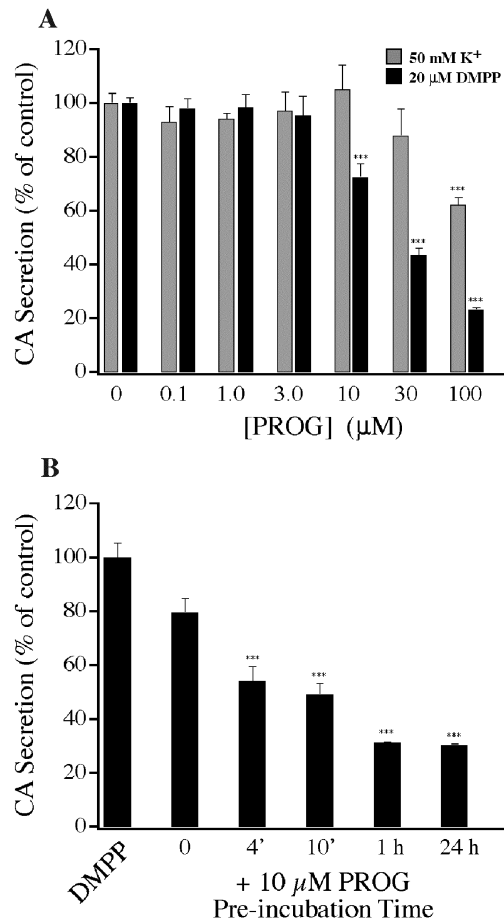 A
50 mM K+
20 µM DMPP
120
100
80
60
40
20
0
CA Secretion (% of control)
***
***
***
***
0 0.1 1.0 3.0 10 30 100
[PROG] (µM)
B
120
100
80
60
40
20
0
CA Secretion (% of control)
***
***
***
***
DMPP 0 4' 10' 1 h 24 h
+ 10 µM PROG
Pre-incubation Time